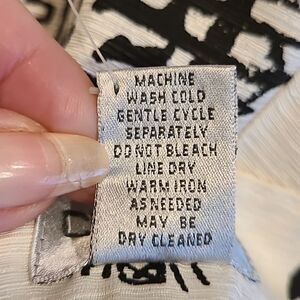 MACHINE
WASH COLD
GENTLE CYCLE
SEPARATELY
DO NOT BLEACH
LINE DRY
WARM IRON
AS NEEDED
MAY BE
DRY CLEANED